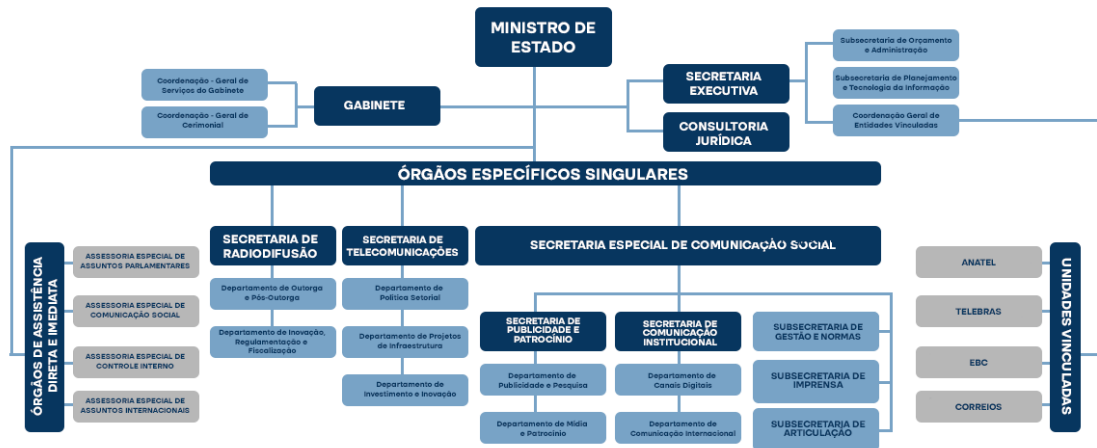 MINISTRO DE
ESTADO
Coordenação - Geral de
Serviços do Gabinete
Coordenação - Geral de
Cerimonial
GABINETE
SECRETARIA
EXECUTIVA
CONSULTORIA
JURÍDICA
Subsecretaria de Orçamento
e Administração
Subsecretaria de Planejamento
e Tecnologia da Informação
Coordenação Geral de
Entidades Vinculadas
ÓRGÃOS ESPECÍFICOS SINGULARES
ÓRGÃOS DE ASSISTÊNCIA
DIRETA E IMEDIATA
ASSESSORIA ESPECIAL DE
ASSUNTOS PARLAMENTARES
ASSESSORIA ESPECIAL DE
COMUNICAÇÃO SOCIAL
ASSESSORIA ESPECIAL DE
CONTROLE INTERNO
ASSESSORIA ESPECIAL DE
ASSUNTOS INTERNACIONAIS
SECRETARIA DE
RADIODIFUSÃO
Departamento de Outorga
e Pós-Outorga
Departamento de Inovação,
Regulamentação e
Fiscalização
SECRETARIA DE
TELECOMUNICAÇÕES
Departamento de
Política Setorial
Departamento de Projetos
de Infraestrutura
Departamento de
Investimento e Inovação
SECRETARIA ESPECIAL DE COMUNICAÇÃO SOCIAL
SECRETARIA DE
PUBLICIDADE E
PATROCÍNIO
Departamento de
Publicidade e Pesquisa
Departamento de Mídia
e Patrocínio
SECRETARIA DE
COMUNICAÇÃO
INSTITUCIONAL
Departamento de
Canais Digitais
Departamento de
Comunicação Internacional
SUBSECRETARIA DE
GESTÃO E NORMAS
SUBSECRETARIA DE
IMPRENSA
SUBSECRETARIA DE
ARTICULAÇÃO
ANATEL
TELEBRAS
EBC
CORREIOS
UNIDADES VINCULADAS